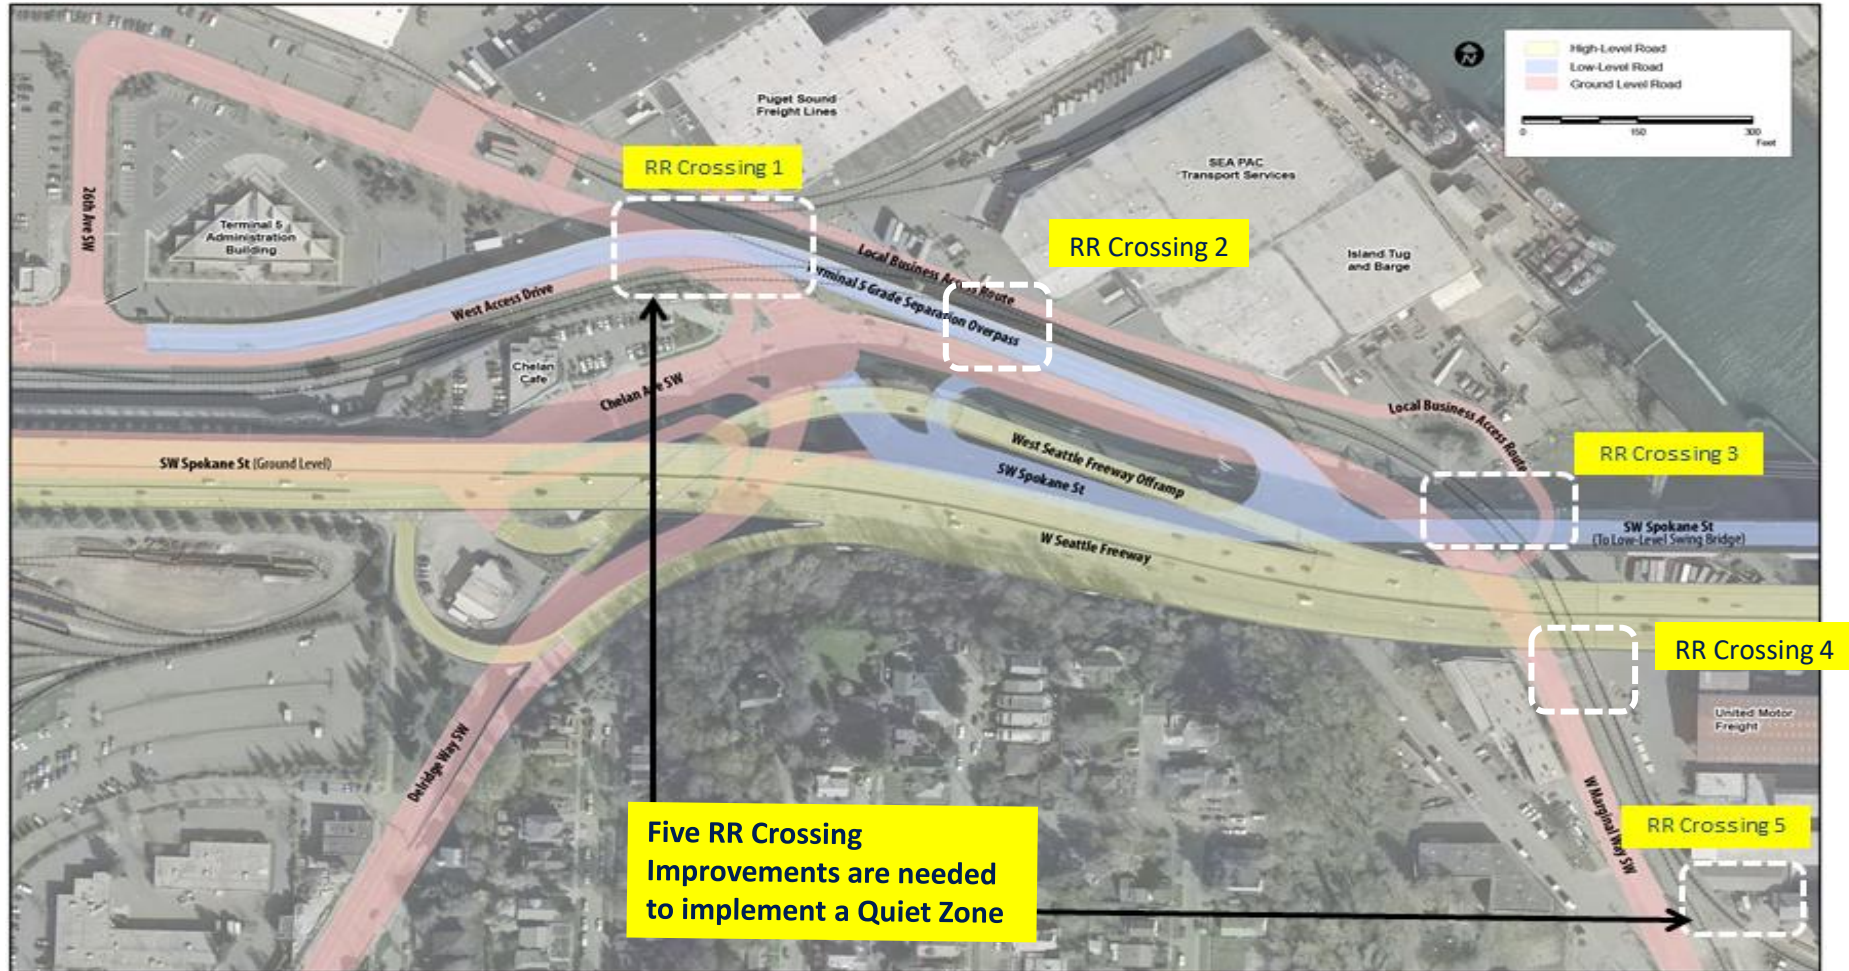 High-Level Road
Low-Level Road
Ground Level Road
0 150 300
Feet
N
Puget Sound
Freight Lines
RR Crossing 1
SEA PAC
Transport Services
26th Ave SW
Terminal 5
Administration
Building
RR Crossing 2
Island Tug
and Barge
Local Business Access Route
Terminal 5 Grade Separation Overpass
West Access Drive
Chelan
Cafe
Chelan Ave SW
Local Business Access Route
West Seattle Freeway Offramp
SW Spokane St (Ground Level)
SW Spokane St
RR Crossing 3
SW Spokane St
(To Low-Level Swing Bridge)
W Seattle Freeway
RR Crossing 4
United Motor
Freight
Delridge Way SW
W Marginal Way SW
RR Crossing 5
Five RR Crossing
Improvements are needed
to implement a Quiet Zone